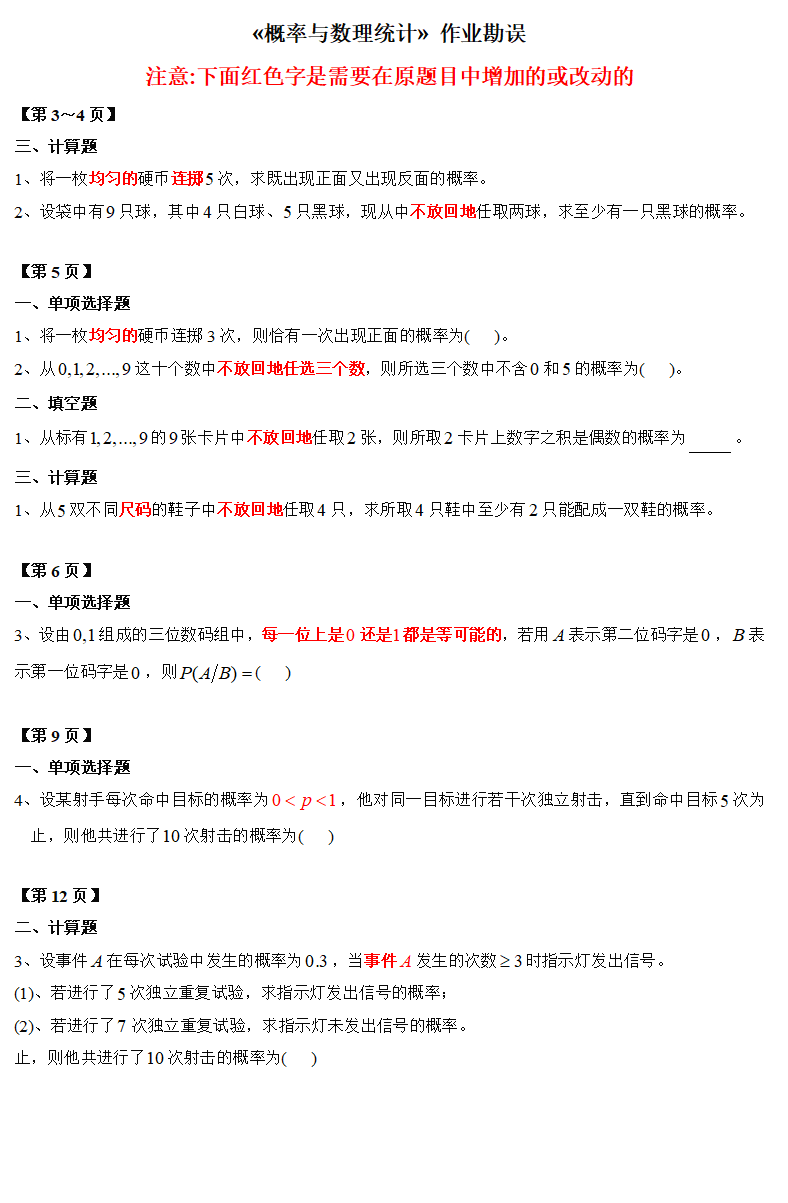 «概率与数理统计» 作业勘误
注意:下面红色字是需要在原题目中增加的或改动的
【第 3～4 页】
三、计算题
1、将一枚均匀的硬币连掷5 次，求既出现正面又出现反面的概率。
2、设袋中有9 只球，其中 4 只白球、5 只黑球，现从中不放回地任取两球，求至少有一只黑球的概率。
【第 5 页】
一、单项选择题
1、将一枚均匀的硬币连掷 3 次，则恰有一次出现正面的概率为( )。
2、从0,1,2,...,9 这十个数中不放回地任选三个数，则所选三个数中不含 0 和 5 的概率为( )。
二、填空题
1、从标有1,2,...,9 的 9 张卡片中不放回地任取 2 张，则所取 2 卡片上数字之积是偶数的概率为 _____ 。
三、计算题
1、从5 双不同尺码的鞋子中不放回地任取 4 只，求所取 4 只鞋中至少有 2 只能配成一双鞋的概率。
【第 6 页】
一、单项选择题
3、设由 0,1 组成的三位数码组中，每一位上是0 还是1 都是等可能的，若用 A 表示第二位码字是 0 ，B 表
示第一位码字是 0 ，则 P(A/B) = ( )
【第 9 页】
一、单项选择题
4、设某射手每次命中目标的概率为 0 < p <1 ，他对同一目标进行若干次独立射击，直到命中目标 5 次为
止，则他共进行了10 次射击的概率为( )
【第 12 页】
二、计算题
3、设事件 A 在每次试验中发生的概率为 0.3 ，当事件 A 发生的次数 ≥ 3 时指示灯发出信号。
(1)、若进行了 5 次独立重复试验，求指示灯发出信号的概率；
(2)、若进行了 7 次独立重复试验，求指示灯未发出信号的概率。
止，则他共进行了10 次射击的概率为( )